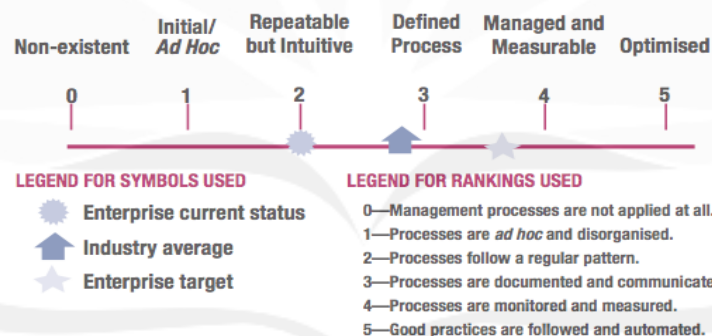 Non-existent
Initial/
Ad Hoc
Repeatable
but Intuitive
Defined
Process
Managed and
Measurable
Optimised
0 1 2 3 4 5
LEGEND FOR SYMBOLS USED
Enterprise current status
Industry average
Enterprise target
LEGEND FOR RANKINGS USED
0—Management processes are not applied at all.
1—Processes are ad hoc and disorganised.
2—Processes follow a regular pattern.
3—Processes are documented and communicate
4—Processes are monitored and measured.
5—Good practices are followed and automated.